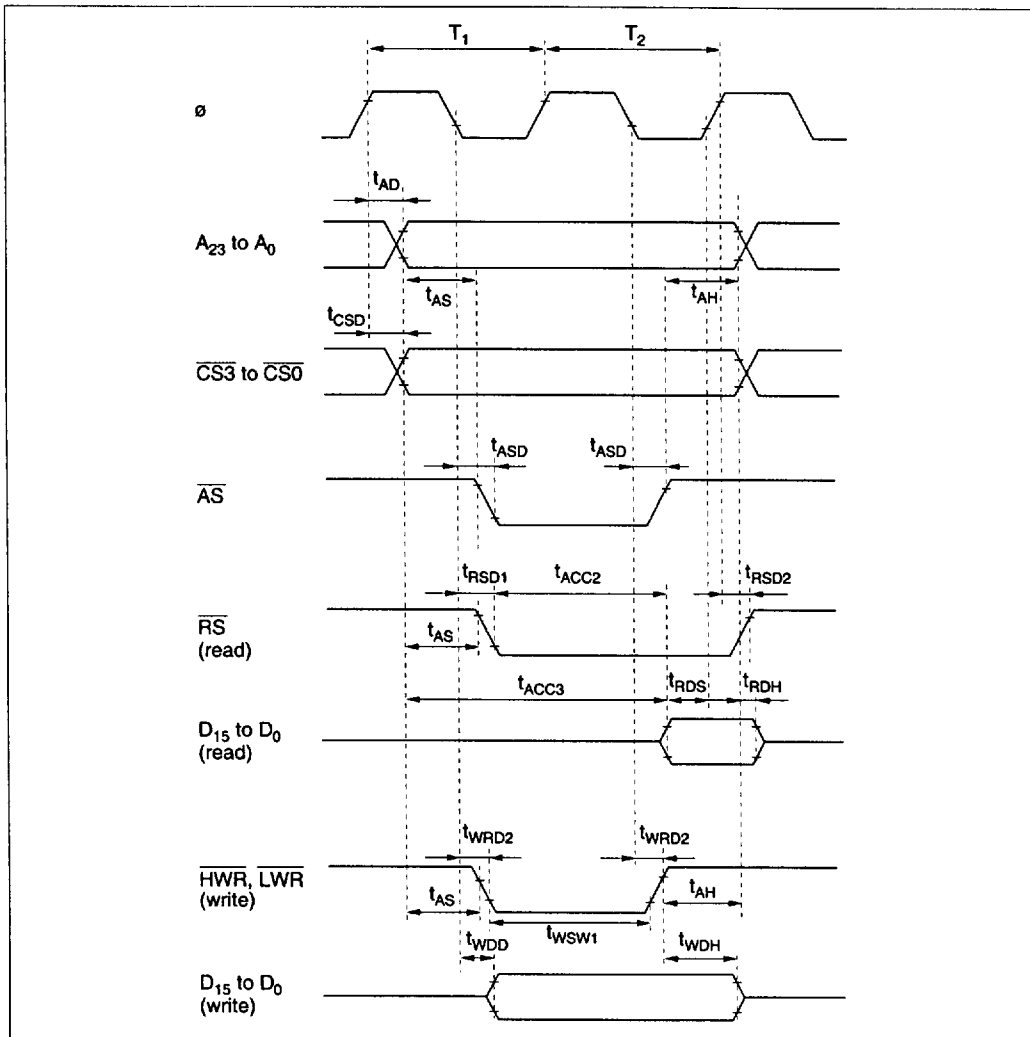 T1 T2
ø
tAD
A23 to A0
tAS tAH
tCSD
CS3 to CS0
tASD tASD
AS
tRSD1 tACC2 tRSD2
RS
(read)
tAS
tACC3 tRDS tRDH
D15 to D0
(read)
tWRD2 tWRD2
HWR, LWR
(write)
tAS tAH
tWSW1
tWDD tWDH
D15 to D0
(write)